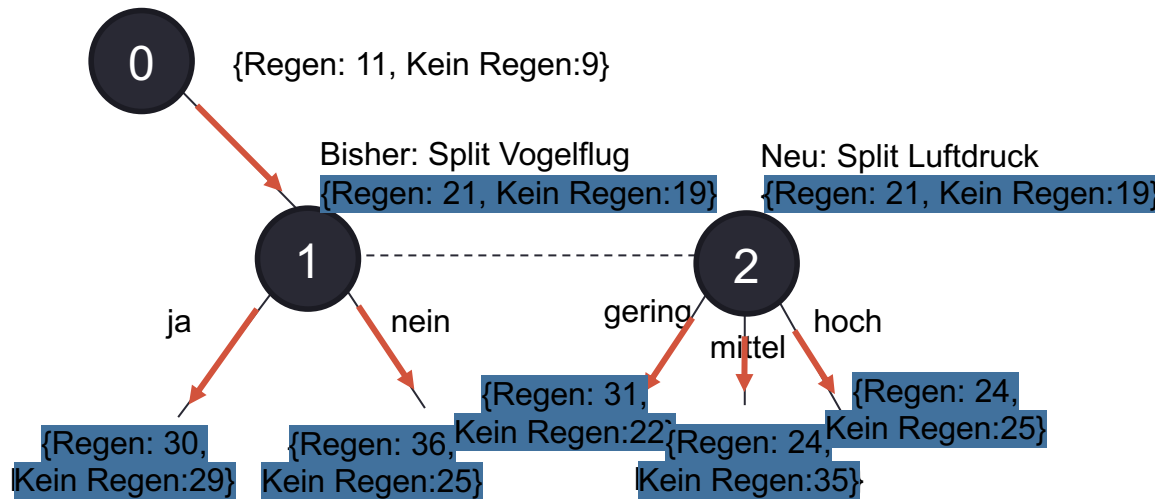 0
{Regen: 11, Kein Regen:9}
Bisher: Split Vogelflug
{Regen: 21, Kein Regen:19}
Neu: Split Luftdruck
{Regen: 21, Kein Regen:19}
1
2
ja
nein
gering
mittel
hoch
{Regen: 30,
Kein Regen:29}
{Regen: 36,
Kein Regen:25}
{Regen: 31,
Kein Regen:22}
{Regen: 24,
Kein Regen:35}
{Regen: 24,
Kein Regen:25}